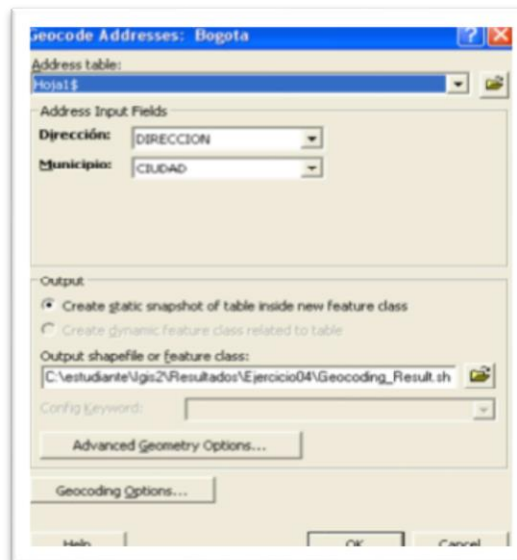 Geocode Addresses: Bogota
Address table:
Hoja1$
Address Input Fields
Dirección: DIRECCION
Municipio: CIUDAD
Output
Create static snapshot of table inside new feature class
Create dynamic feature class related to table
Output shapefile or feature class:
C:\estudiante\Igis2\Resultados\Ejercicio04\Geocoding_Result.sh
Config Keyword:
Advanced Geometry Options...
Geocoding Options...
Help OK Cancel